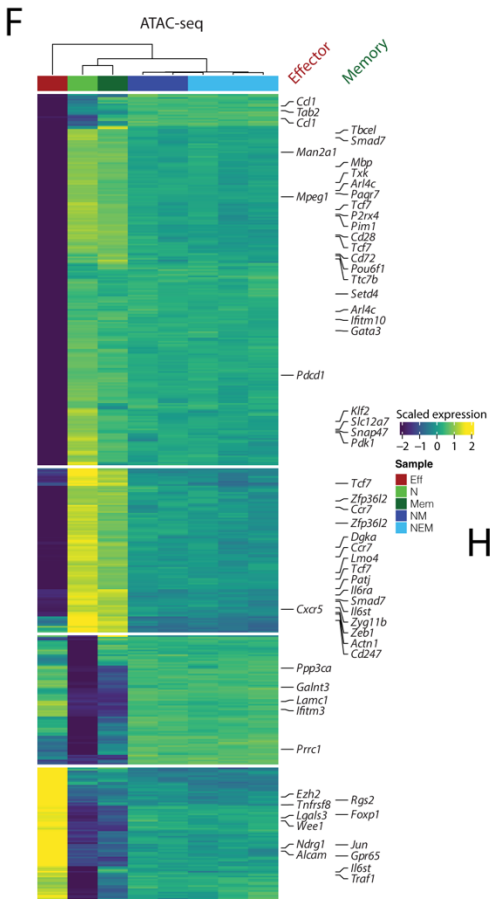 F
ATAC-seq
Effector
Memory
Ccl1
Tab2
Ccl1
Man2a1
Mpeg1
Pdcd1
Tbcel
Smad7
Mbp
Txk
Arl4c
Paqr7
Tcf7
P2rx4
Pim1
Cd28
Tcf7
Cd72
Pou6f1
Ttc7b
Setd4
Arl4c
Ifitm10
Gata3
Klf2
Slc12a7
Snap47
Pdk1
Scaled expression
−2 −1 0 1 2
Sample
Eff
N
Mem
NM
NEM
H
Cxcr5
Tcf7
Zfp36l2
Ccr7
Zfp36l2
Dgka
Ccr7
Lmo4
Tcf7
Patj
Il6ra
Smad7
Il6st
Zyg11b
Zeb1
Actn1
Cd247
Ppp3ca
Galnt3
Lamc1
Ifitm3
Prrc1
Ezh2
Tnfrsf8
Lgals3
Wee1
Ndrg1
Alcam
Rgs2
Foxp1
Jun
Gpr65
Il6st
Traf1